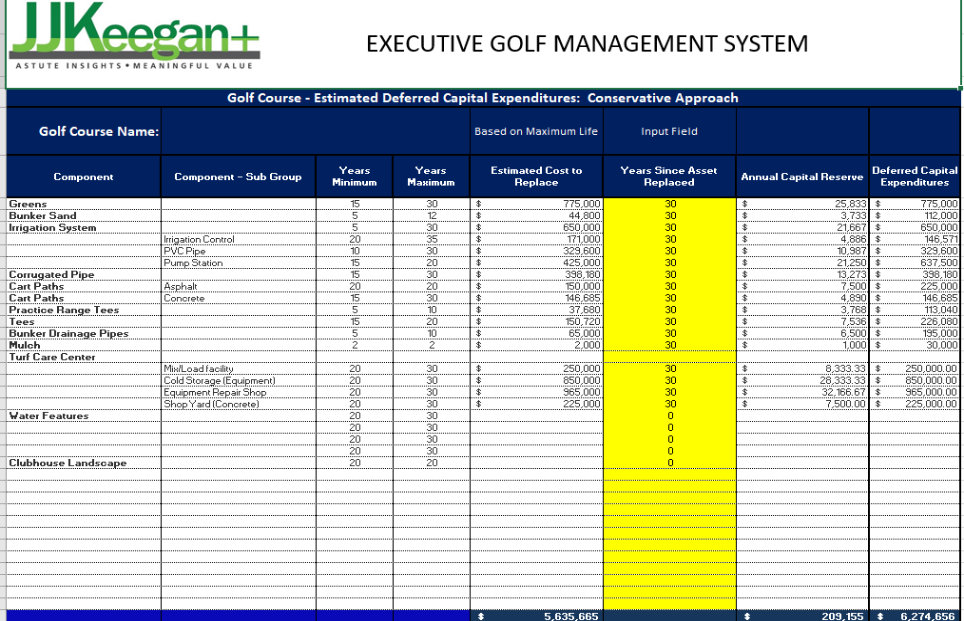 JJKeegan+
ASTUTE INSIGHTS • MEANINGFUL VALUE
EXECUTIVE GOLF MANAGEMENT SYSTEM
Golf Course - Estimated Deferred Capital Expenditures: Conservative Approach
Golf Course Name: Based on Maximum Life Input Field
Component Component - Sub Group Years Minimum Years Maximum Estimated Cost to Replace Years Since Asset Replaced Annual Capital Reserve Deferred Capital Expenditures
Greens 15 30 $ 775,000 30 $ 25,833 $ 775,000
Bunker Sand 5 12 $ 44,800 30 $ 3,733 $ 112,000
Irrigation System 5 30 $ 650,000 30 $ 21,667 $ 650,000
Irrigation Control 20 35 $ 171,000 30 $ 4,886 $ 146,571
PVC Pipe 10 30 $ 329,600 30 $ 10,987 $ 329,600
Pump Station 15 20 $ 425,000 30 $ 21,250 $ 637,500
Corrugated Pipe 15 30 $ 398,180 30 $ 13,273 $ 398,180
Cart Paths Asphalt 20 20 $ 150,000 30 $ 7,500 $ 225,000
Cart Paths Concrete 15 30 $ 146,685 30 $ 4,890 $ 146,685
Practice Range Tees 5 10 $ 37,680 30 $ 3,768 $ 113,040
Tees 15 20 $ 150,720 30 $ 7,536 $ 226,080
Bunker Drainage Pipes 5 10 $ 65,000 30 $ 6,500 $ 195,000
Mulch 2 2 $ 2,000 30 $ 1,000 $ 30,000
Turf Care Center
Mix/Load facility 20 30 $ 250,000 30 $ 8,333.33 $ 250,000.00
Cold Storage (Equipment) 20 30 $ 850,000 30 $ 28,333.33 $ 850,000.00
Equipment Repair Shop 20 30 $ 965,000 30 $ 32,166.67 $ 965,000.00
Shop Yard (Concrete) 20 30 $ 225,000 30 $ 7,500.00 $ 225,000.00
Water Features 20 30 0
20 30 0
20 30 0
20 30 0
Clubhouse Landscape 20 20 0
$ 5,635,665 $ 209,155 $ 6,274,656